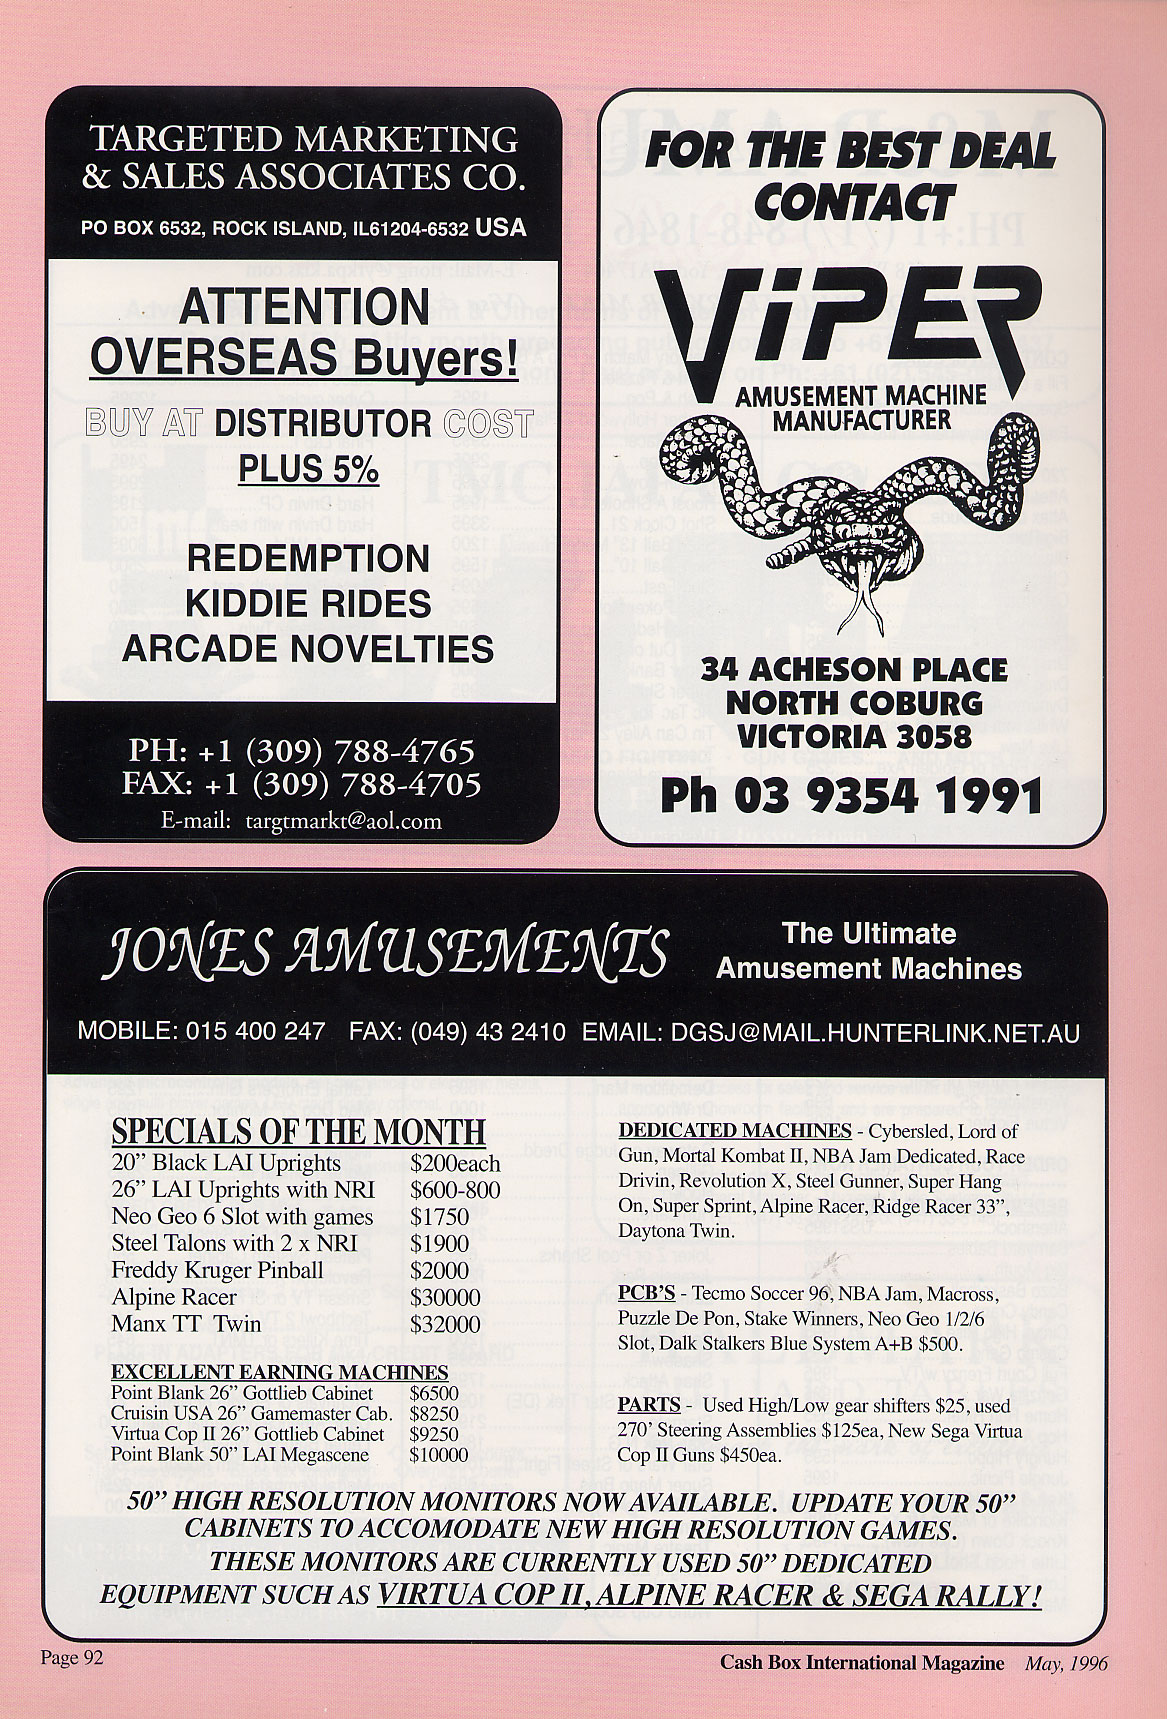 TARGETED MARKETING
& SALES ASSOCIATES CO.
PO BOX 6532, ROCK ISLAND, IL61204-6532 USA
ATTENTION
OVERSEAS Buyers!
BUY AT DISTRIBUTOR COST
PLUS 5%
REDEMPTION
KIDDIE RIDES
ARCADE NOVELTIES
PH: +1 (309) 788-4765
FAX: +1 (309) 788-4705
E-mail: targtmarkt@aol.com
FOR THE BEST DEAL
CONTACT
ViPER
AMUSEMENT MACHINE
MANUFACTURER
34 ACHESON PLACE
NORTH COBURG
VICTORIA 3058
Ph 03 9354 1991
JONES AMUSEMENTS
The Ultimate
Amusement Machines
MOBILE: 015 400 247 FAX: (049) 43 2410 EMAIL: DGSJ@MAIL.HUNTERLINK.NET.AU
SPECIALS OF THE MONTH
20” Black LAI Uprights $200each
26” LAI Uprights with NRI $600-800
Neo Geo 6 Slot with games $1750
Steel Talons with 2 x NRI $1900
Freddy Kruger Pinball $2000
Alpine Racer $30000
Manx TT Twin $32000
EXCELLENT EARNING MACHINES
Point Blank 26” Gottlieb Cabinet $6500
Cruisin USA 26” Gamemaster Cab. $8250
Virtua Cop II 26” Gottlieb Cabinet $9250
Point Blank 50” LAI Megascene $10000
DEDICATED MACHINES - Cybersled, Lord of
Gun, Mortal Kombat II, NBA Jam Dedicated, Race
Drivin, Revolution X, Steel Gunner, Super Hang
On, Super Sprint, Alpine Racer, Ridge Racer 33”,
Daytona Twin.
PCB'S - Tecmo Soccer 96, NBA Jam, Macross,
Puzzle De Pon, Stake Winners, Neo Geo 1/2/6
Slot, Dalk Stalkers Blue System A+B $500.
PARTS - Used High/Low gear shifters $25, used
270’ Steering Assemblies $125ea, New Sega Virtua
Cop II Guns $450ea.
50” HIGH RESOLUTION MONITORS NOW AVAILABLE. UPDATE YOUR 50”
CABINETS TO ACCOMODATE NEW HIGH RESOLUTION GAMES.
THESE MONITORS ARE CURRENTLY USED 50” DEDICATED
EQUIPMENT SUCH AS VIRTUA COP II, ALPINE RACER & SEGA RALLY!
Page 92
Cash Box International Magazine May, 1996